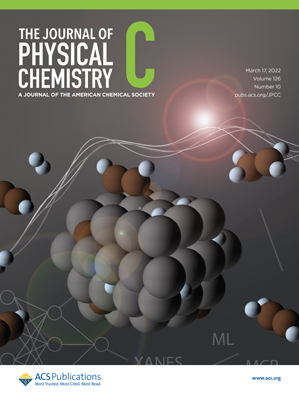 THE JOURNAL OF
PHYSICAL
CHEMISTRY
C
A JOURNAL OF THE AMERICAN CHEMICAL SOCIETY
March 17, 2022
Volume 126
Number 10
pubs.acs.org/JPCC
ML
XANES
MCR
ACS Publications
Most Trusted. Most Cited. Most Read.
www.acs.org